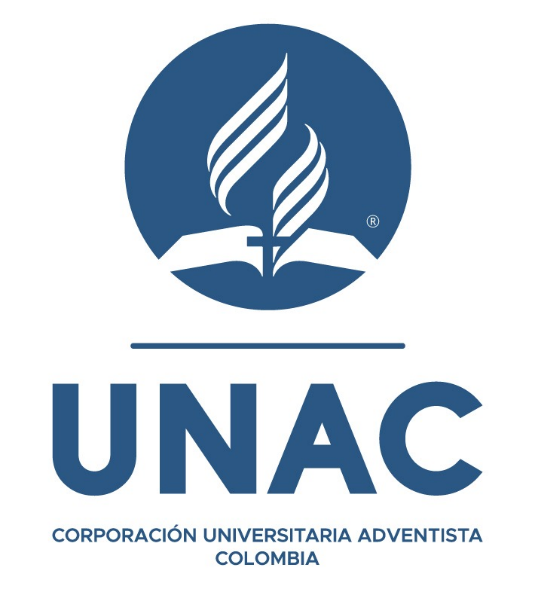 ®
UNAC
CORPORACIÓN UNIVERSITARIA ADVENTISTA
COLOMBIA